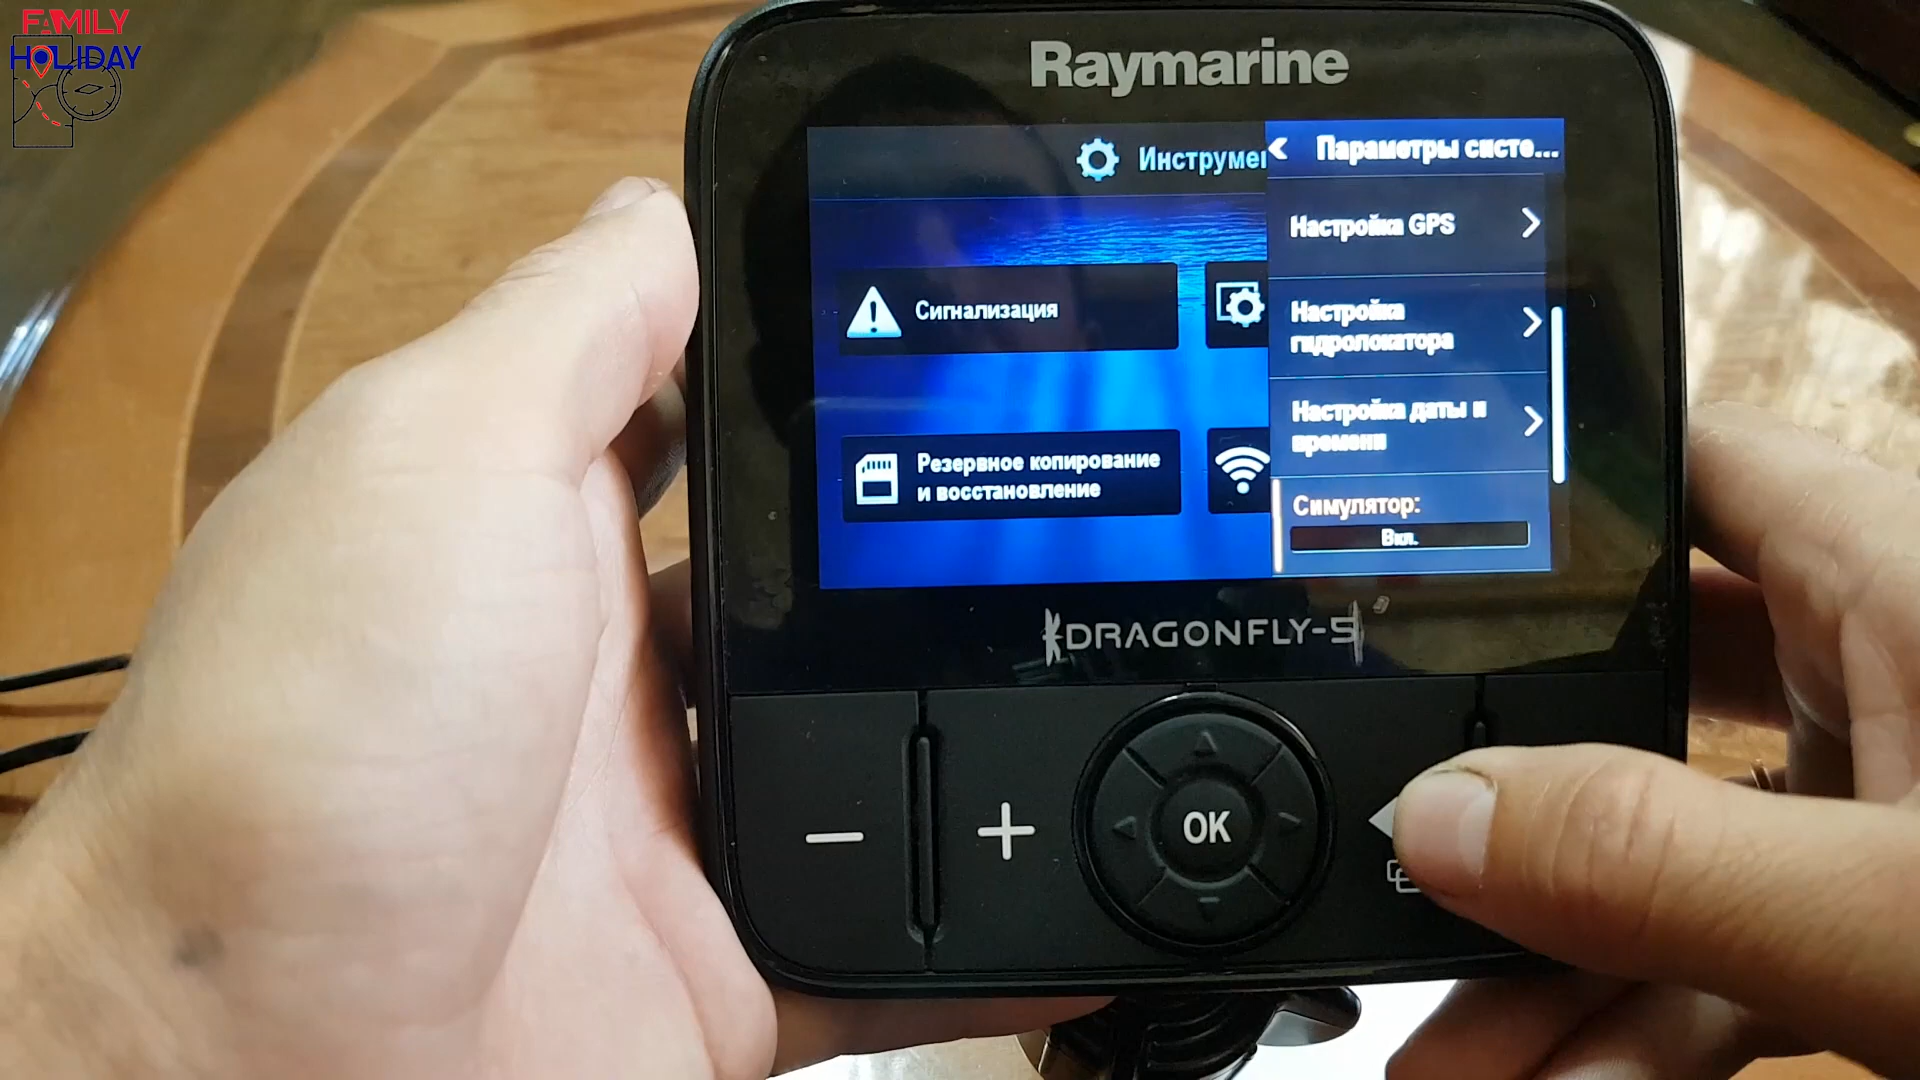 FAMILY
HOLIDAY
Raymarine
Инструмен
Параметры систе...
Настройка GPS
Сигнализация
Настройка
гидролокатора
Настройка даты и
времени
Резервное копирование
и восстановление
Симулятор:
Вкл.
DRAGONFLY-5
OK